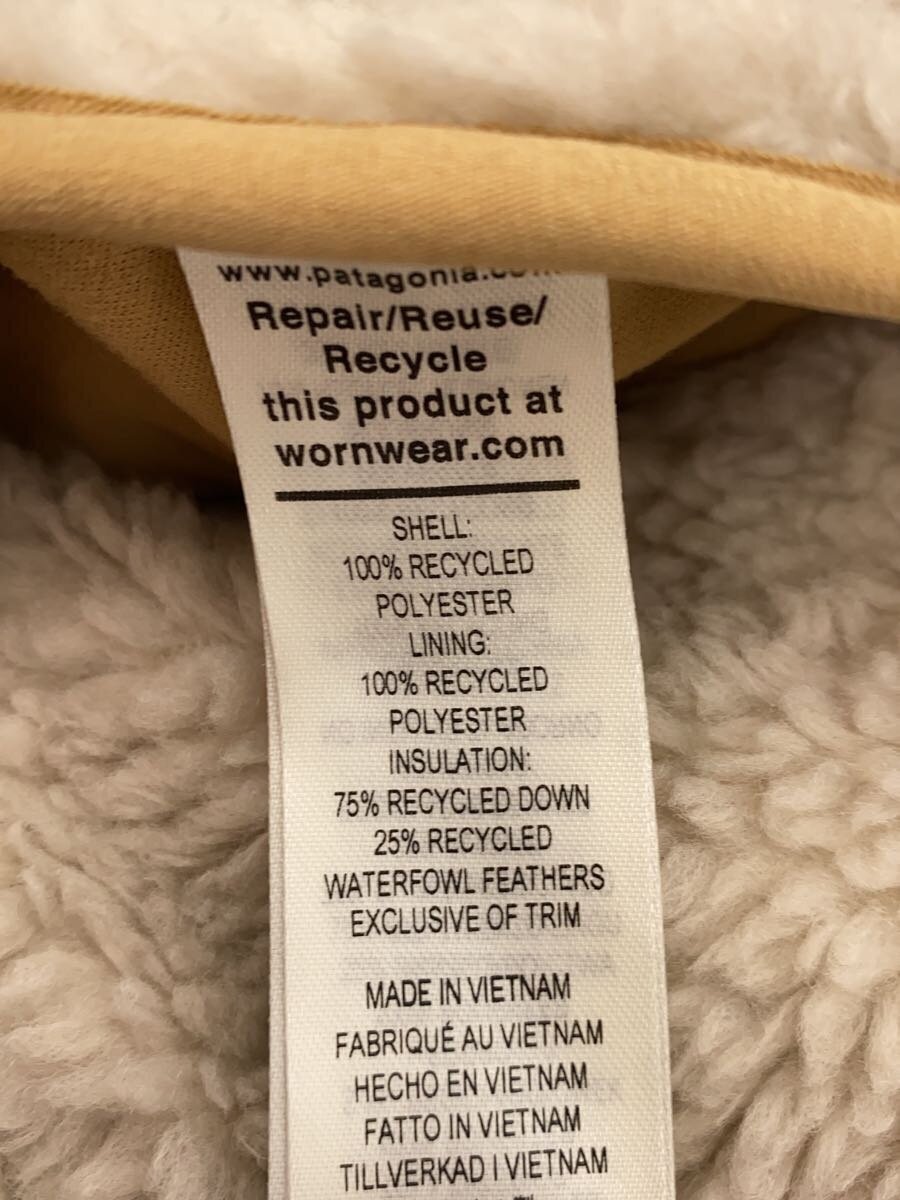 www.patagonia.com
Repair/Reuse/
Recycle
this product at
wornwear.com
SHELL:
100% RECYCLED
POLYESTER
LINING:
100% RECYCLED
POLYESTER
INSULATION:
75% RECYCLED DOWN
25% RECYCLED
WATERFOWL FEATHERS
EXCLUSIVE OF TRIM
MADE IN VIETNAM
FABRIQUÉ AU VIETNAM
HECHO EN VIETNAM
FATTO IN VIETNAM
TILLVERKAD I VIETNAM